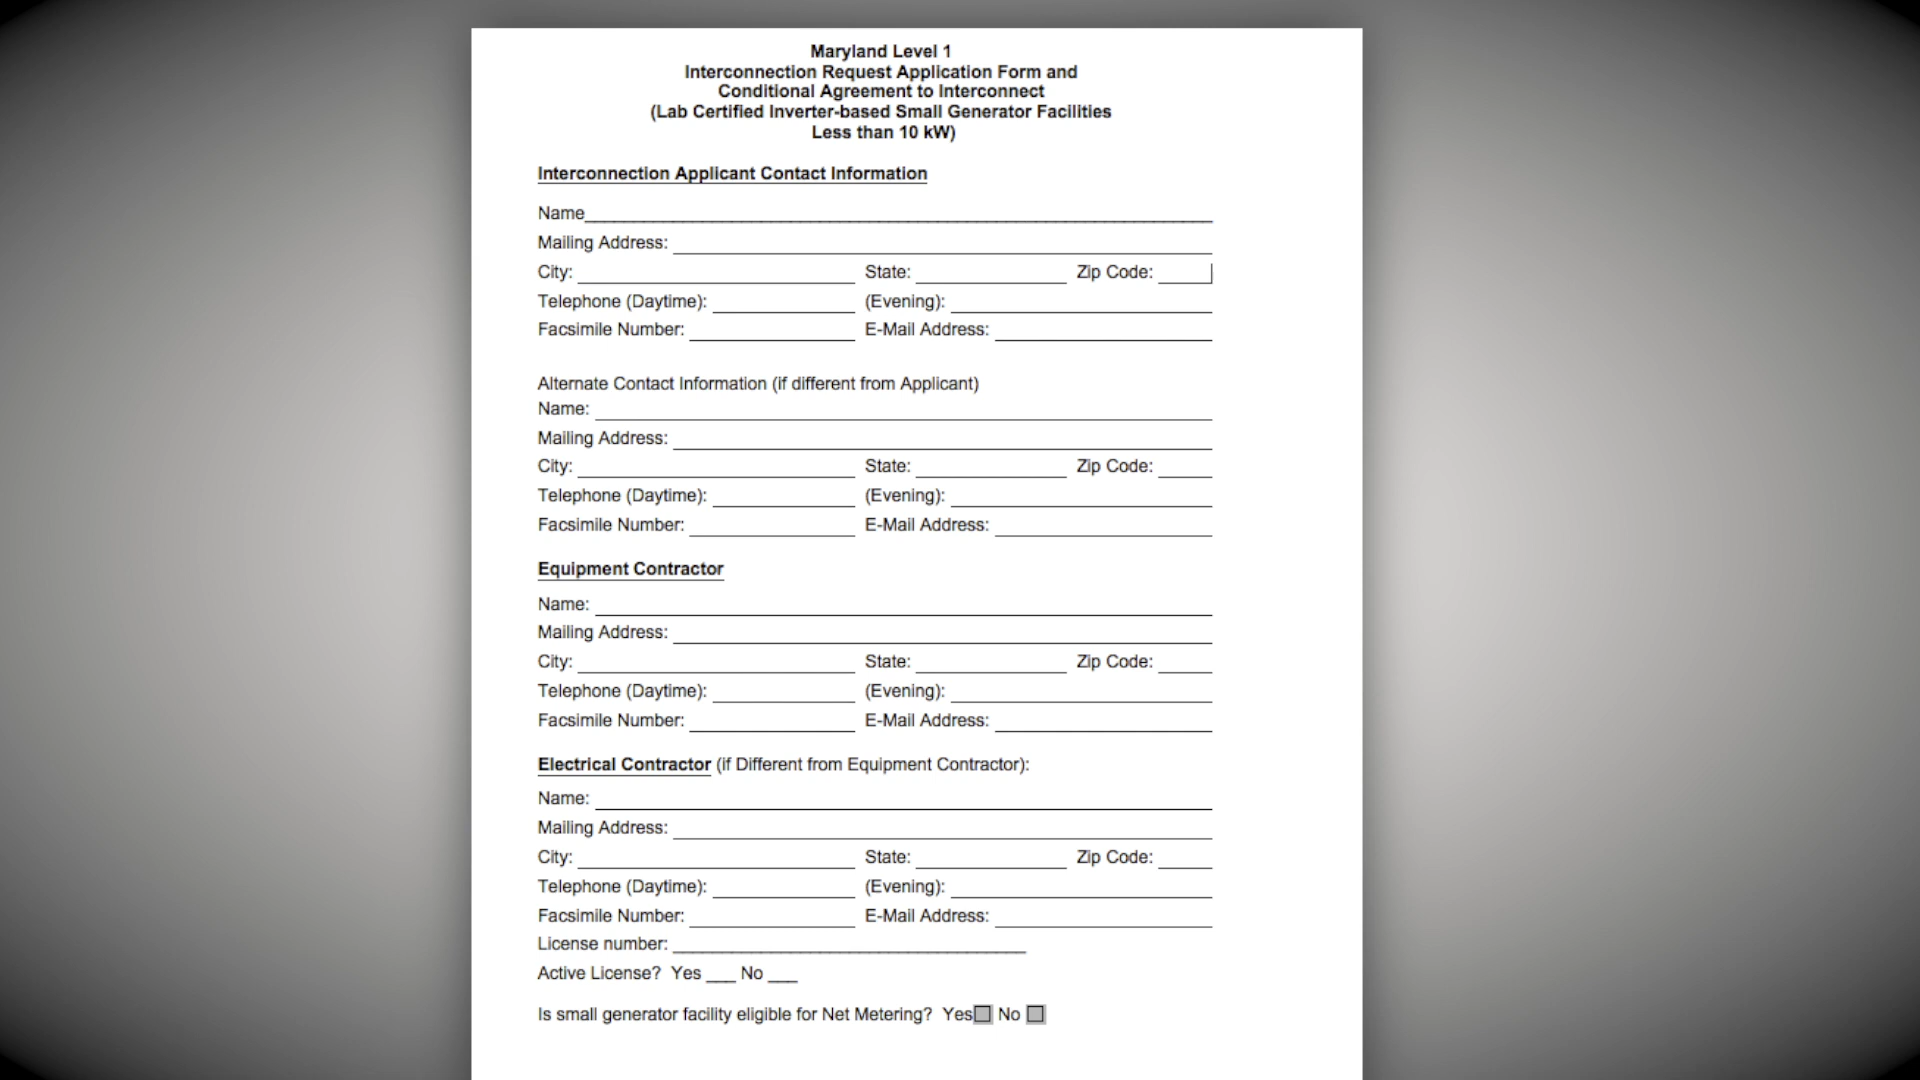 Maryland Level 1
Interconnection Request Application Form and
Conditional Agreement to Interconnect
(Lab Certified Inverter-based Small Generator Facilities
Less than 10 kW)
Interconnection Applicant Contact Information
Name
Mailing Address:
City: State: Zip Code:
Telephone (Daytime): (Evening):
Facsimile Number: E-Mail Address:
Alternate Contact Information (if different from Applicant)
Name:
Mailing Address:
City: State: Zip Code:
Telephone (Daytime): (Evening):
Facsimile Number: E-Mail Address:
Equipment Contractor
Name:
Mailing Address:
City: State: Zip Code:
Telephone (Daytime): (Evening):
Facsimile Number: E-Mail Address:
Electrical Contractor (if Different from Equipment Contractor):
Name:
Mailing Address:
City: State: Zip Code:
Telephone (Daytime): (Evening):
Facsimile Number: E-Mail Address:
License number:
Active License? Yes ___ No ___
Is small generator facility eligible for Net Metering? Yes No